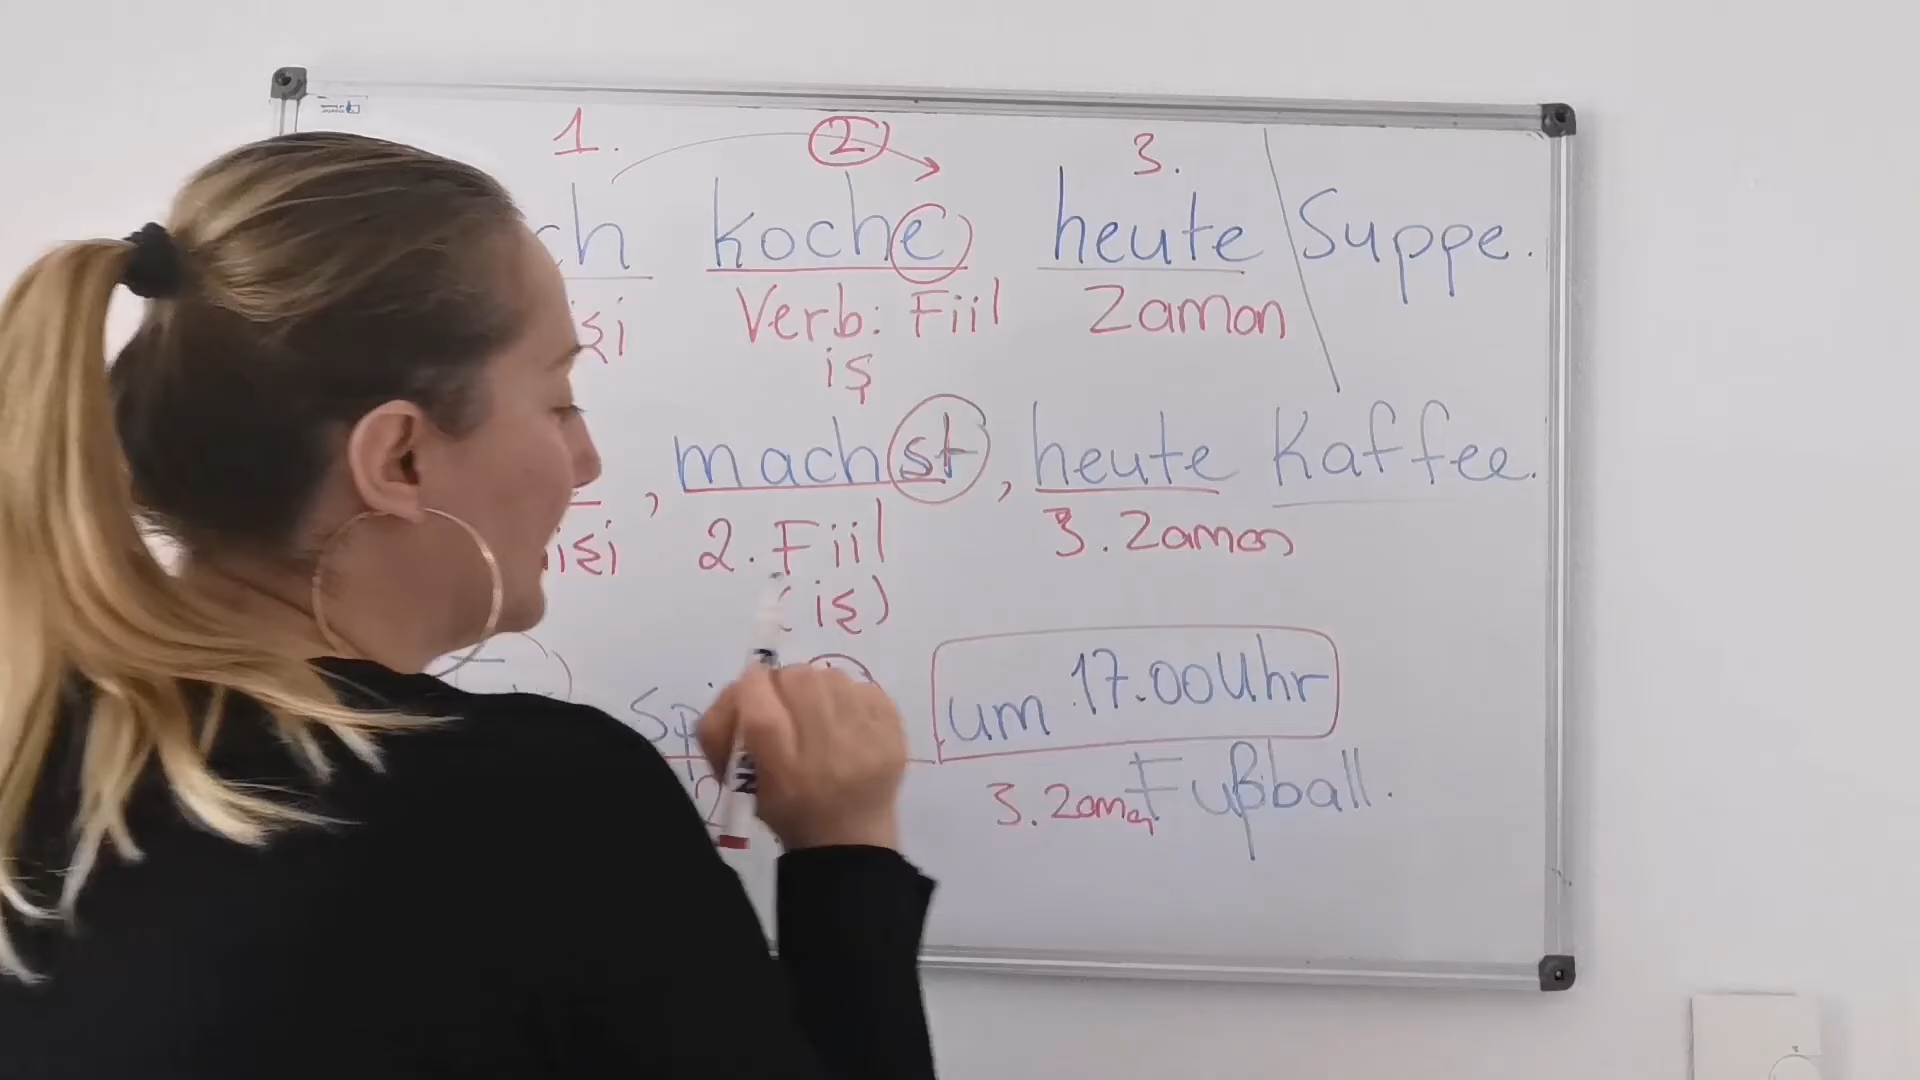 1. 2 3.
ch koche heute Suppe.
işi Verb: Fiil Zaman
iş
, machst, heute Kaffee.
işi 2. Fiil 3. Zaman
(iş)
um 17.00 Uhr
3. Zaman Fußball.